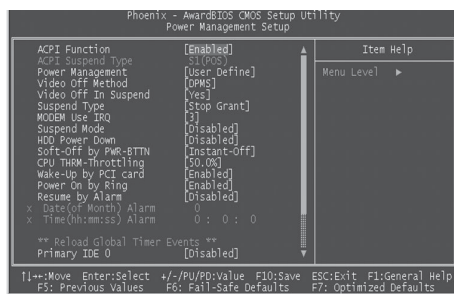 Phoenix - AwardBIOS CMOS Setup Utility
Power Management Setup
ACPI Function [Enabled]
ACPI Suspend Type S1(POS)
Power Management [User Define]
Video Off Method [DPMS]
Video Off In Suspend [Yes]
Suspend Type [Stop Grant]
MODEM Use IRQ [3]
Suspend Mode [Disabled]
HDD Power Down [Disabled]
Soft-Off by PWR-BTTN [Instant-Off]
CPU THRM-Throttling [50.0%]
Wake-Up by PCI card [Enabled]
Power On by Ring [Enabled]
Resume by Alarm [Disabled]
x Date(of Month) Alarm 0
x Time(hh:mm:ss) Alarm 0 : 0 : 0
** Reload Global Timer Events **
Primary IDE 0 [Disabled]
Item Help
Menu Level ►
↑↓→←:Move Enter:Select +/-/PU/PD:Value F10:Save ESC:Exit F1:General Help
F5: Previous Values F6: Fail-Safe Defaults F7: Optimized Defaults